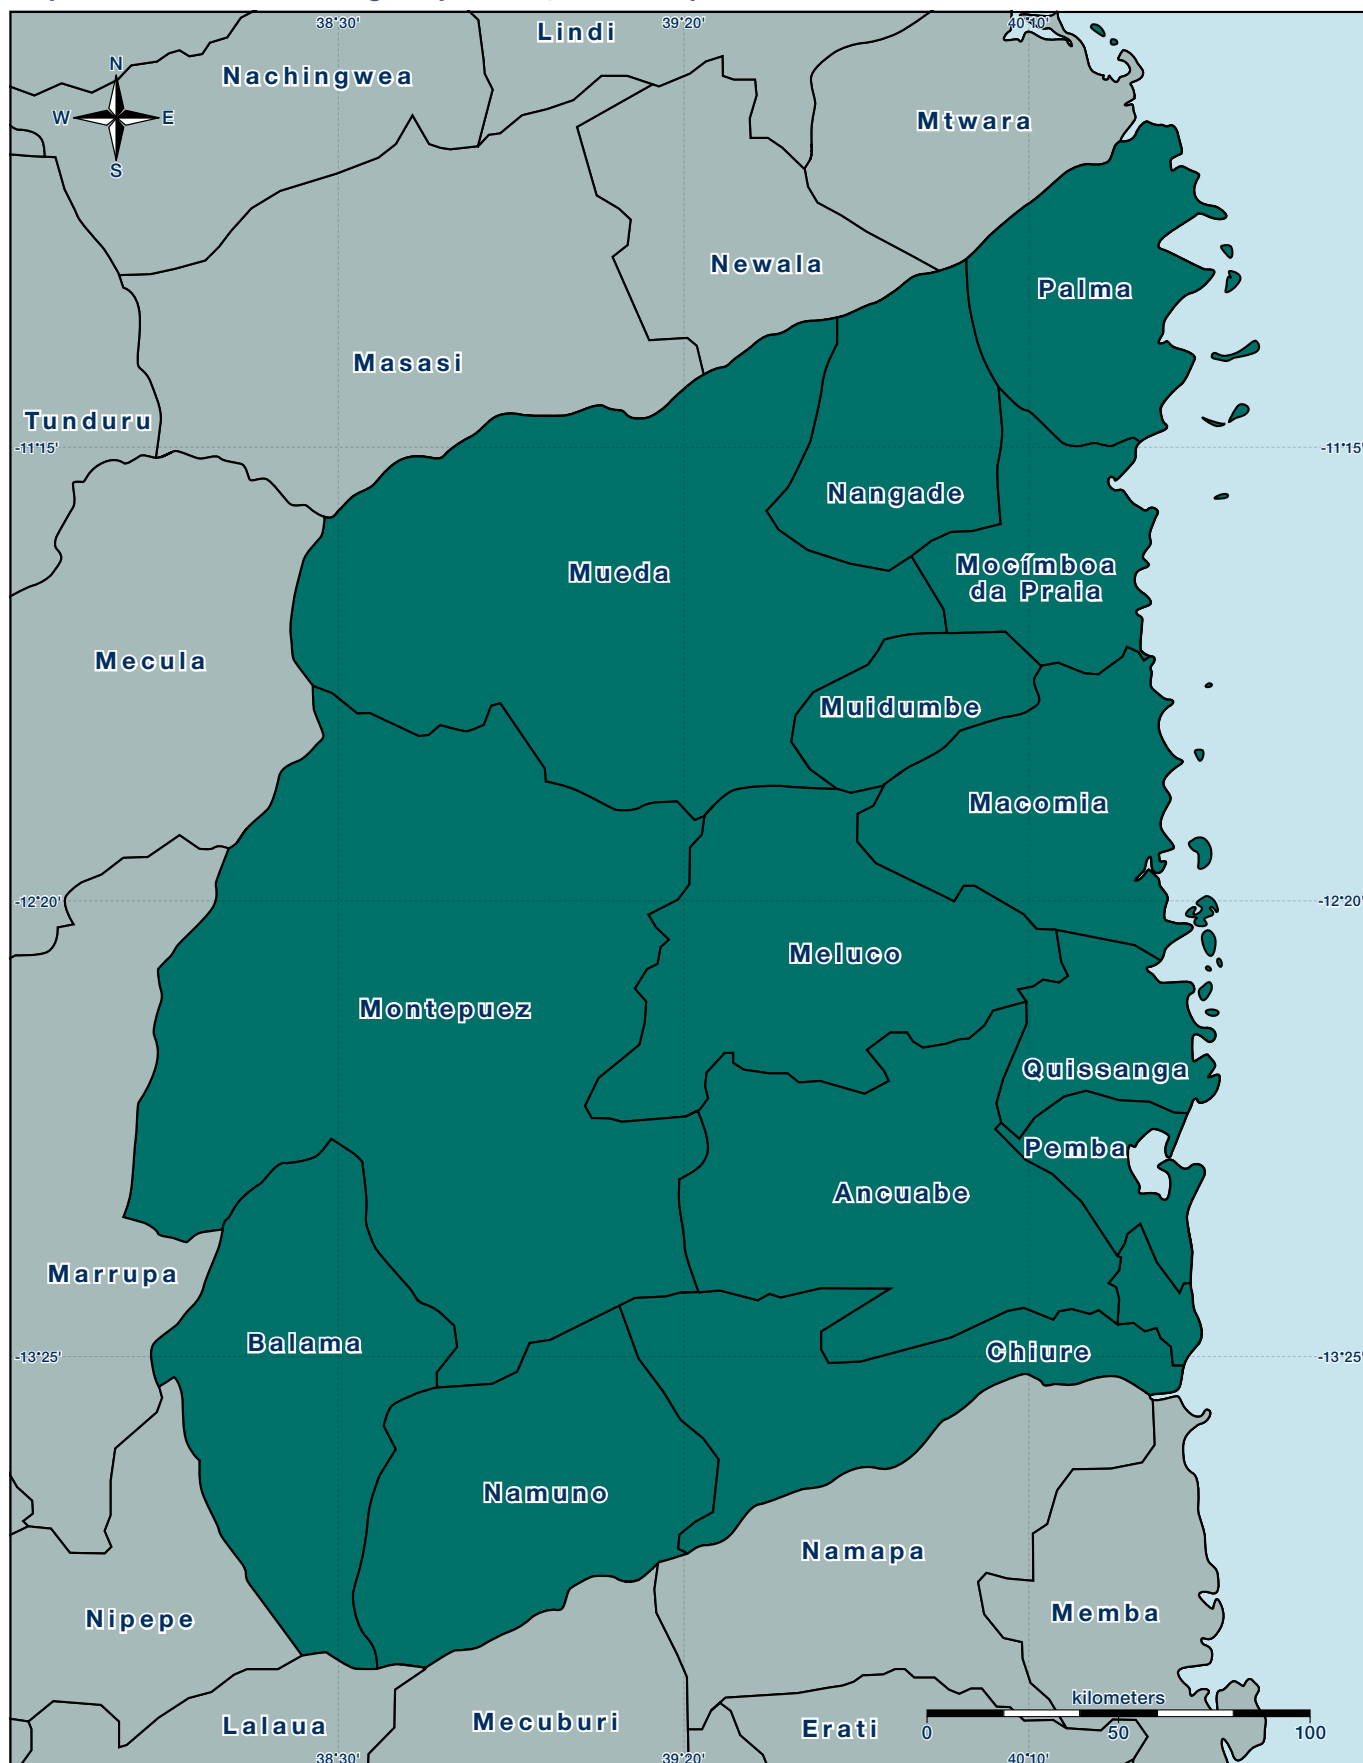 38°30'
39°20'
40°10'
Lindi
Nachingwea
N
W
E
S
Mtwara
Newala
Palma
Masasi
Tunduru
-11°15'
-11°15'
Nangade
Mueda
Mocímboa
da Praia
Mecula
Muidumbe
Macomia
-12°20'
-12°20'
Meluco
Montepuez
Quissanga
Pemba
Ancuabe
Marrupa
Balama
Chiure
-13°25'
-13°25'
Namuno
Namapa
Nipepe
Memba
kilometers
Lalaua
Mecuburi
Erati
0
50
100
38°30'
39°20'
40°10'